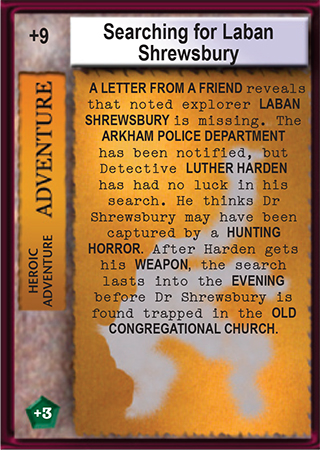 +9
Searching for Laban
Shrewsbury
HEROIC
ADVENTURE
ADVENTURE
A LETTER FROM A FRIEND reveals
that noted explorer LABAN
SHREWSBURY is missing. The
ARKHAM POLICE DEPARTMENT
has been notified, but
Detective LUTHER HARDEN
has had no luck in his
search. He thinks Dr
Shrewsbury may have been
captured by a HUNTING
HORROR. After Harden gets
his WEAPON, the search
lasts into the EVENING
before Dr Shrewsbury is
found trapped in the OLD
CONGREGATIONAL CHURCH.
+3